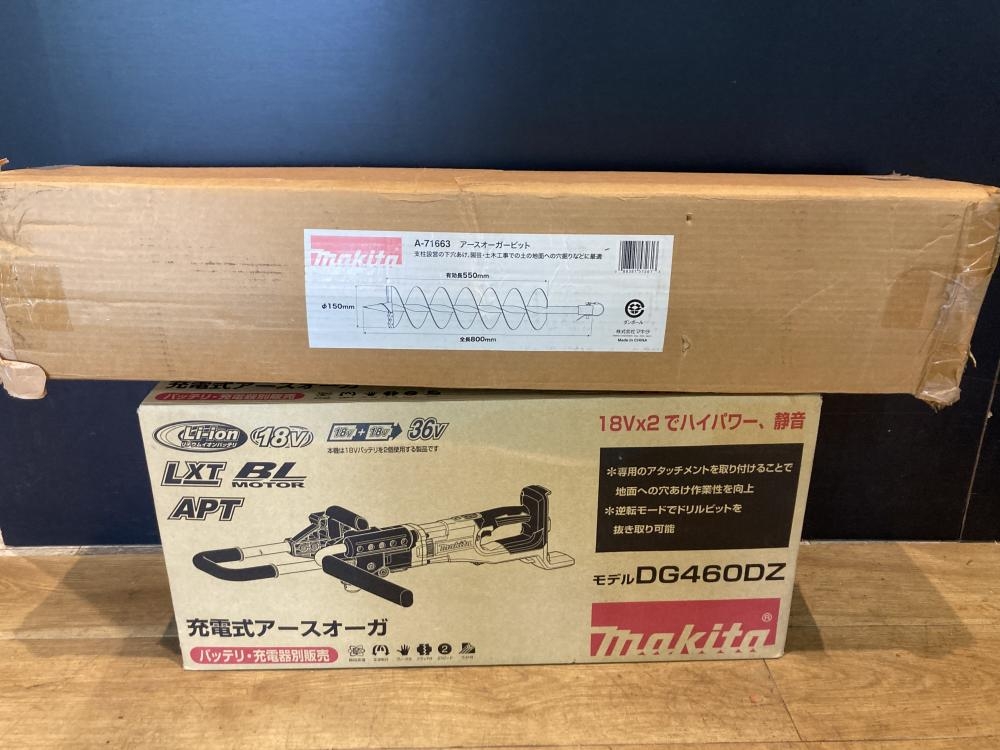 makita
A-71663 アースオーガービット
支柱設営の下穴あけ、園芸・土木工事での土の地面への穴掘りなどに最適
有効長550mm
φ150mm
全長800mm
ダンボール
株式会社マキタ
Made in CHINA
充電式アースオーガ
バッテリ・充電器別販売
Li-ion
リチウムイオンバッテリ
18V
18V + 18V 36V
本機は18Vバッテリを2個使用する製品です
18Vx2でハイパワー、静音
LXT BL
MOTOR
APT
＊専用のアタッチメントを取り付けることで
地面への穴あけ作業性を向上
＊逆転モードでドリルビットを
抜き取り可能
makita
モデルDG460DZ
充電式アースオーガ
バッテリ・充電器別販売
2
makita®